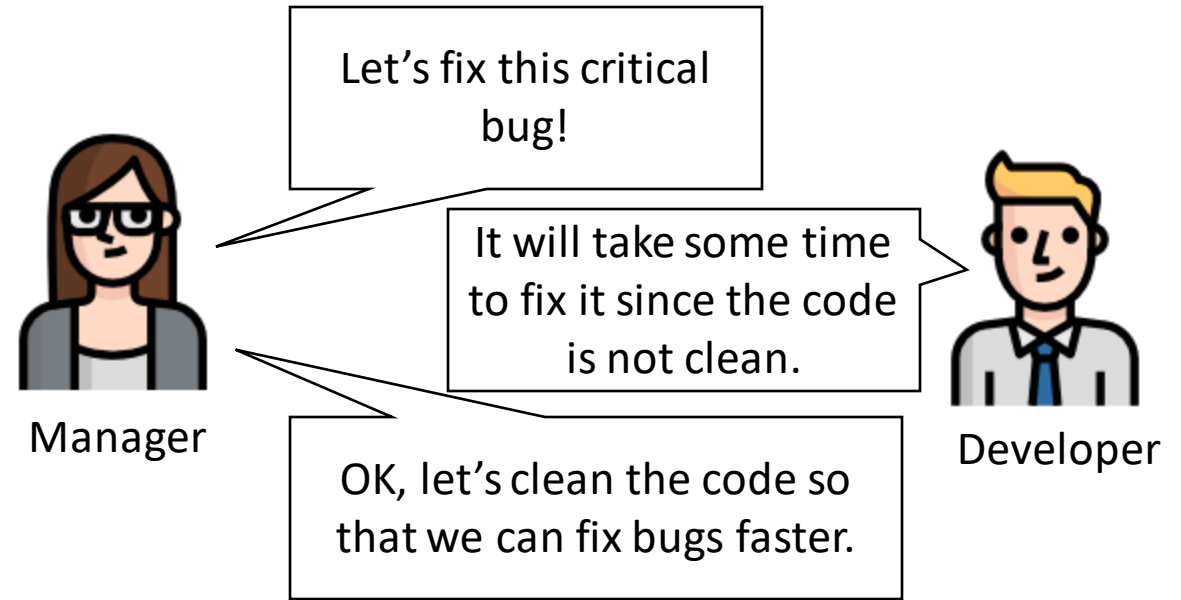 Let’s fix this critical
bug!
It will take some time
to fix it since the code
is not clean.
Manager
Developer
OK, let’s clean the code so
that we can fix bugs faster.